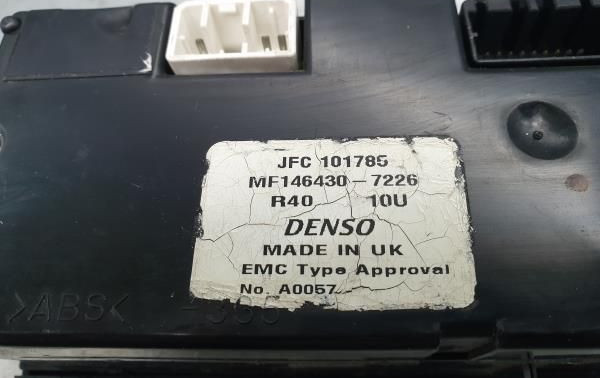 JFC 101785
MF146430-7226
R40 10U
DENSO
MADE IN UK
EMC Type Approval
No. A0057
>ABS<